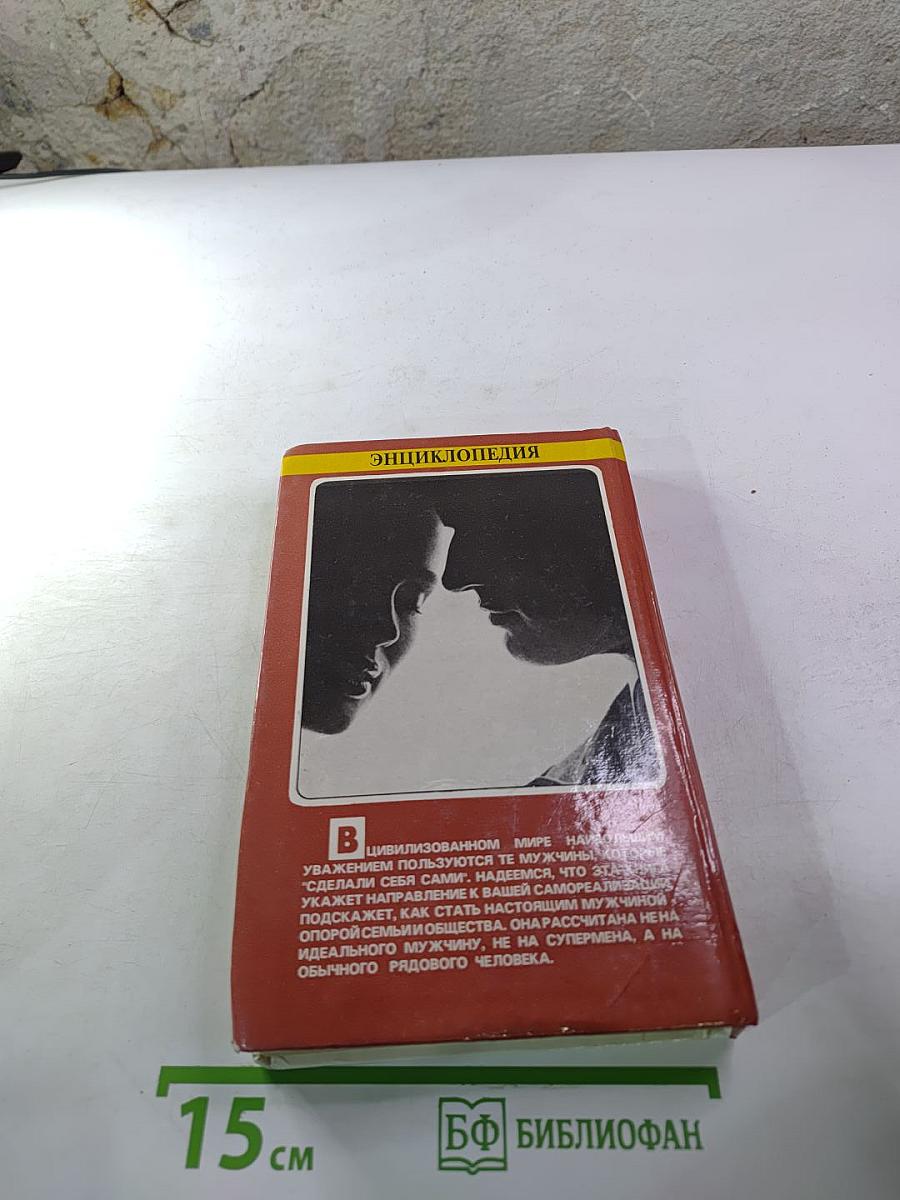 ЭНЦИКЛОПЕДИЯ
В ЦИВИЛИЗОВАННОМ МИРЕ НАИБОЛЬШИМ
УВАЖЕНИЕМ ПОЛЬЗУЮТСЯ ТЕ МУЖЧИНЫ, КОТОРЫЕ
"СДЕЛАЛИ СЕБЯ САМИ". НАДЕЕМСЯ, ЧТО ЭТА
УКАЖЕТ НАПРАВЛЕНИЕ К ВАШЕЙ САМОРЕАЛИЗАЦИИ,
ПОДСКАЖЕТ, КАК СТАТЬ НАСТОЯЩИМ МУЖЧИНОЙ
ОПОРОЙ СЕМЬИ И ОБЩЕСТВА. ОНА РАССЧИТАНА НЕ НА
ИДЕАЛЬНОГО МУЖЧИНУ, НЕ НА СУПЕРМЕНА, А НА
ОБЫЧНОГО РЯДОВОГО ЧЕЛОВЕКА.
15 см
БФ БИБЛИОФАН